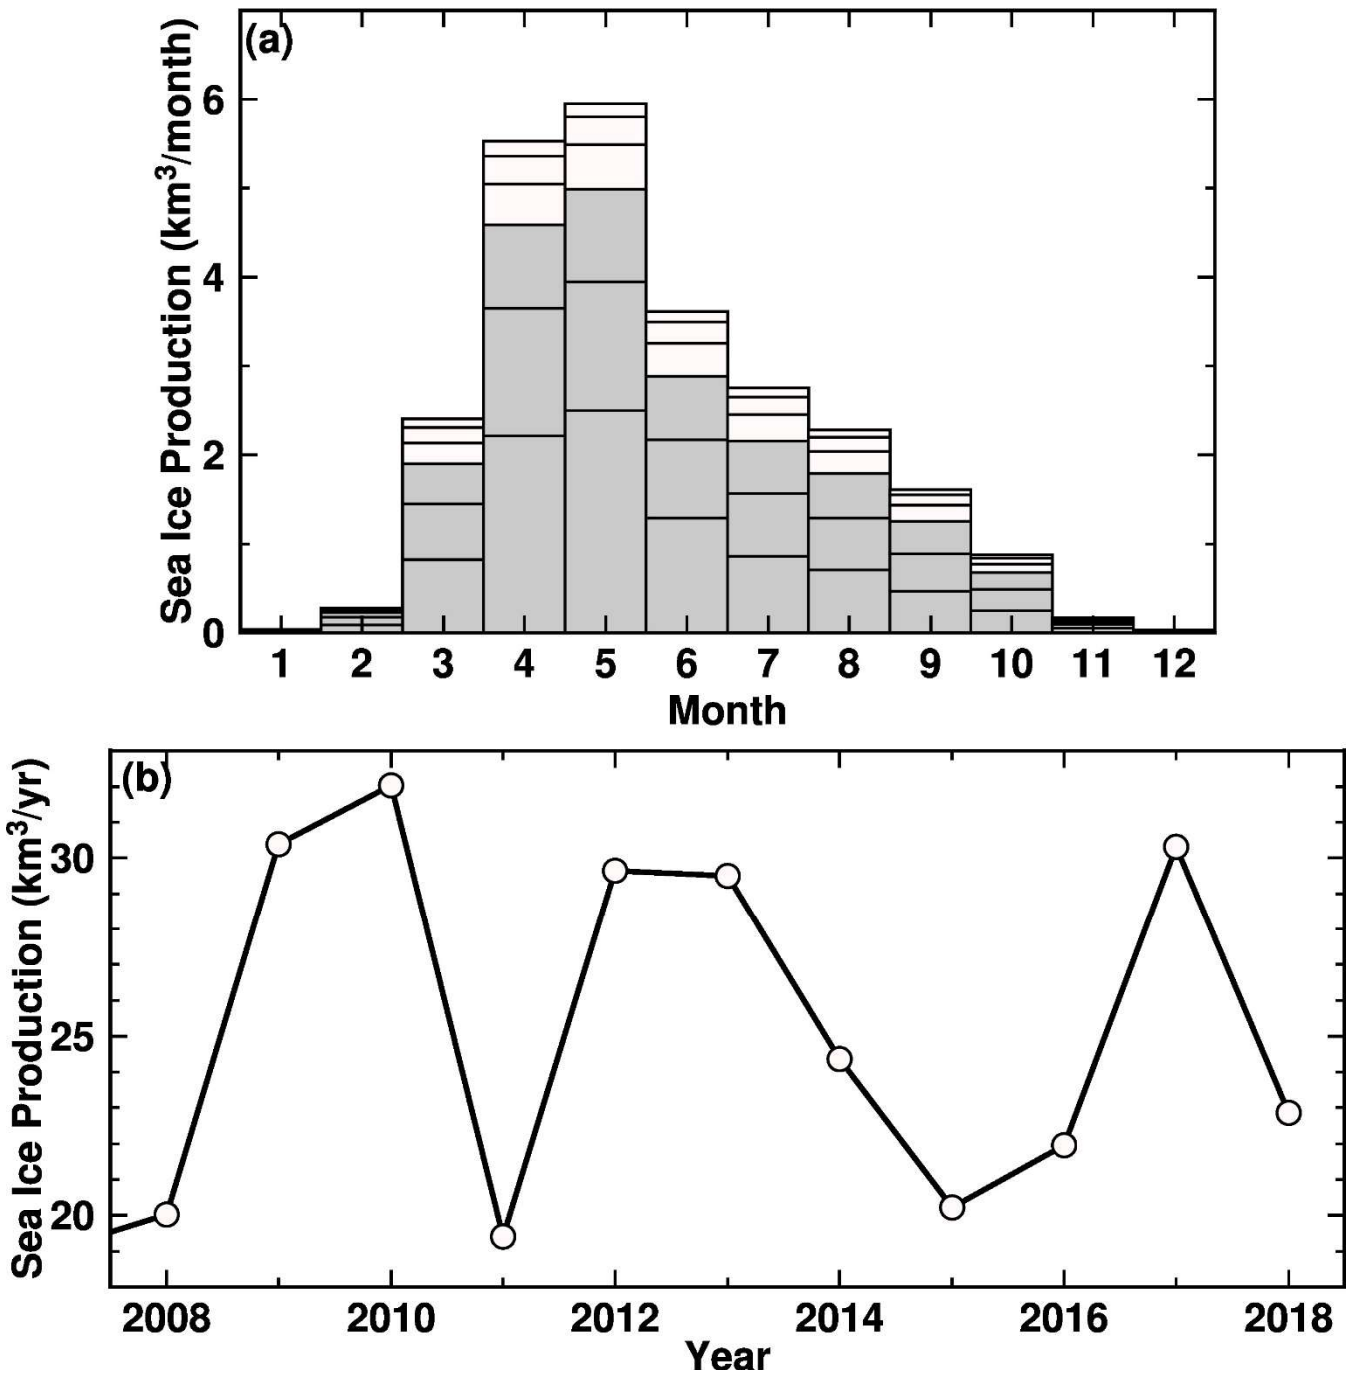 (a)
Sea Ice Production (km³/month)
6
4
2
0
1 2 3 4 5 6 7 8 9 10 11 12
Month
(b)
Sea Ice Production (km³/yr)
30
25
20
2008 2010 2012 2014 2016 2018
Year